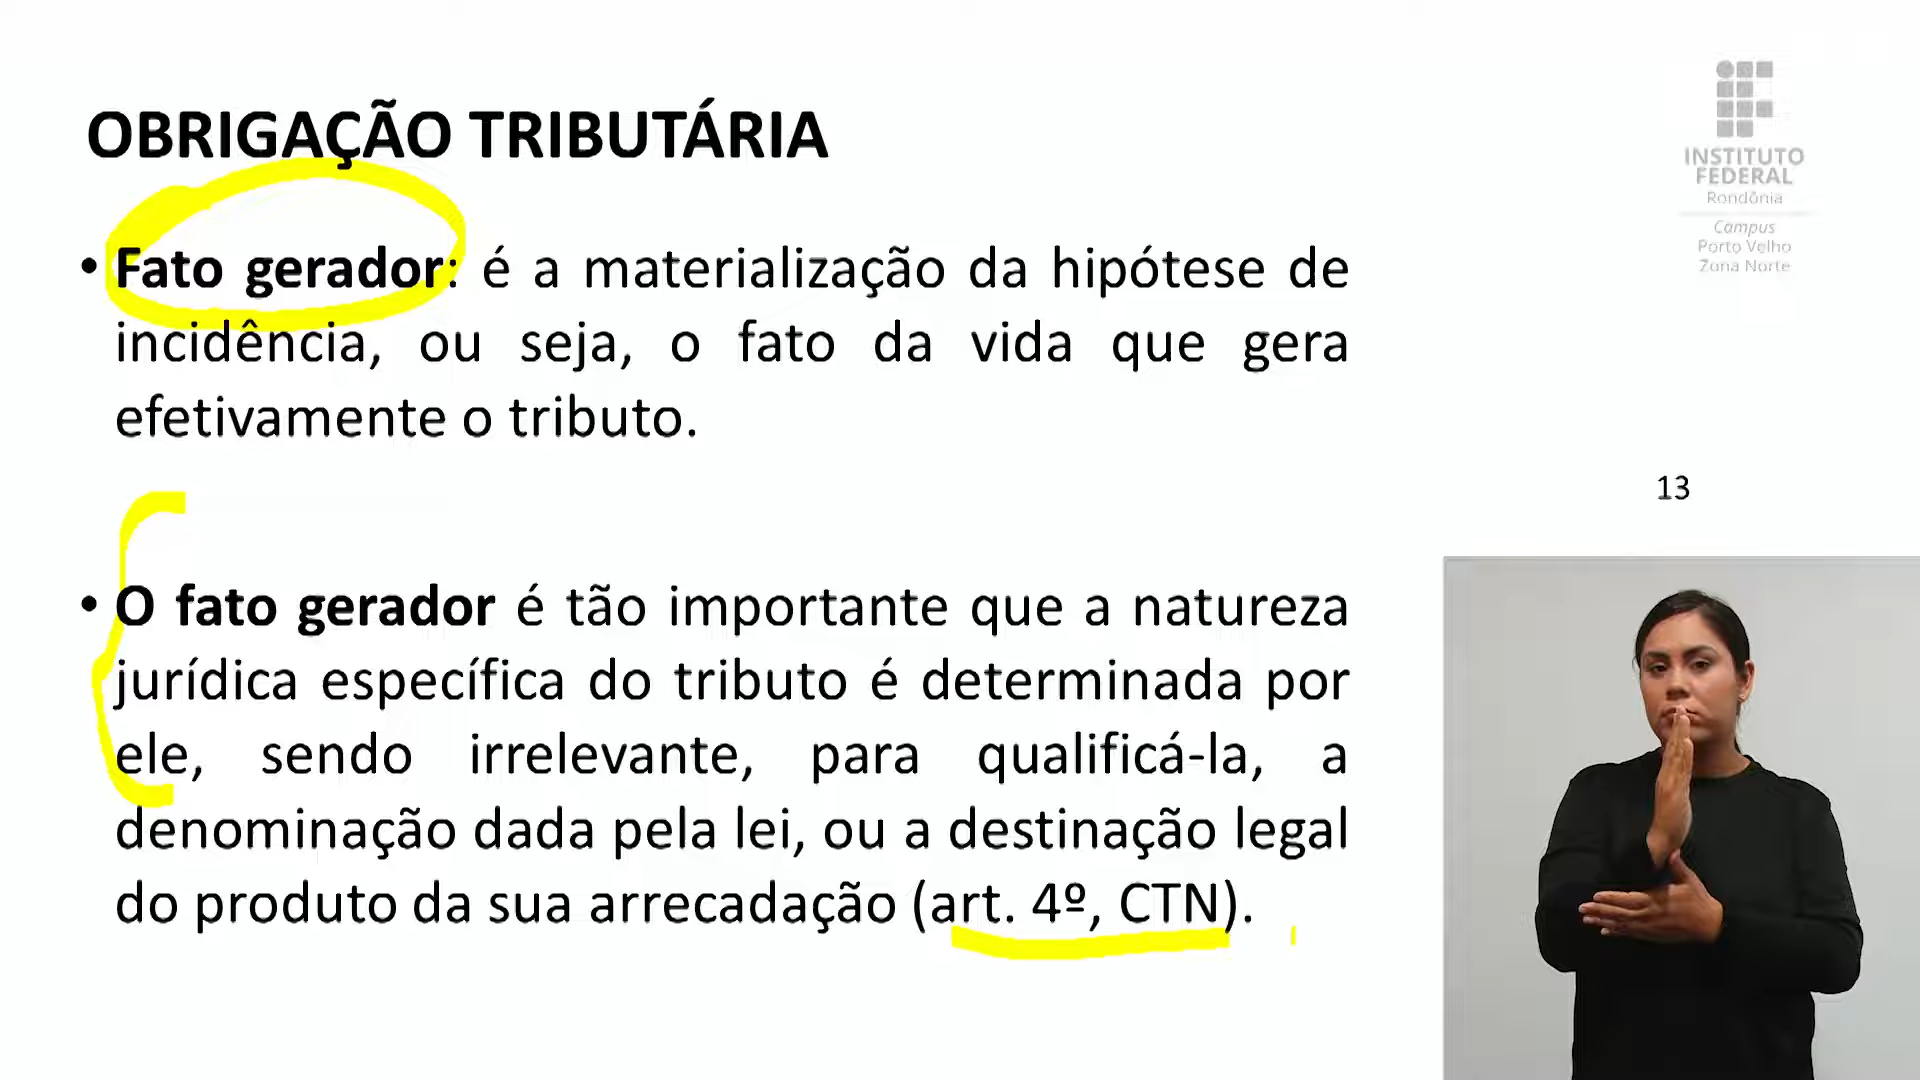 OBRIGAÇÃO TRIBUTÁRIA
• Fato gerador: é a materialização da hipótese de
incidência, ou seja, o fato da vida que gera
efetivamente o tributo.
• O fato gerador é tão importante que a natureza
jurídica específica do tributo é determinada por
ele, sendo irrelevante, para qualificá-la, a
denominação dada pela lei, ou a destinação legal
do produto da sua arrecadação (art. 4º, CTN).
INSTITUTO
FEDERAL
Rondônia
Campus
Porto Velho
Zona Norte
13